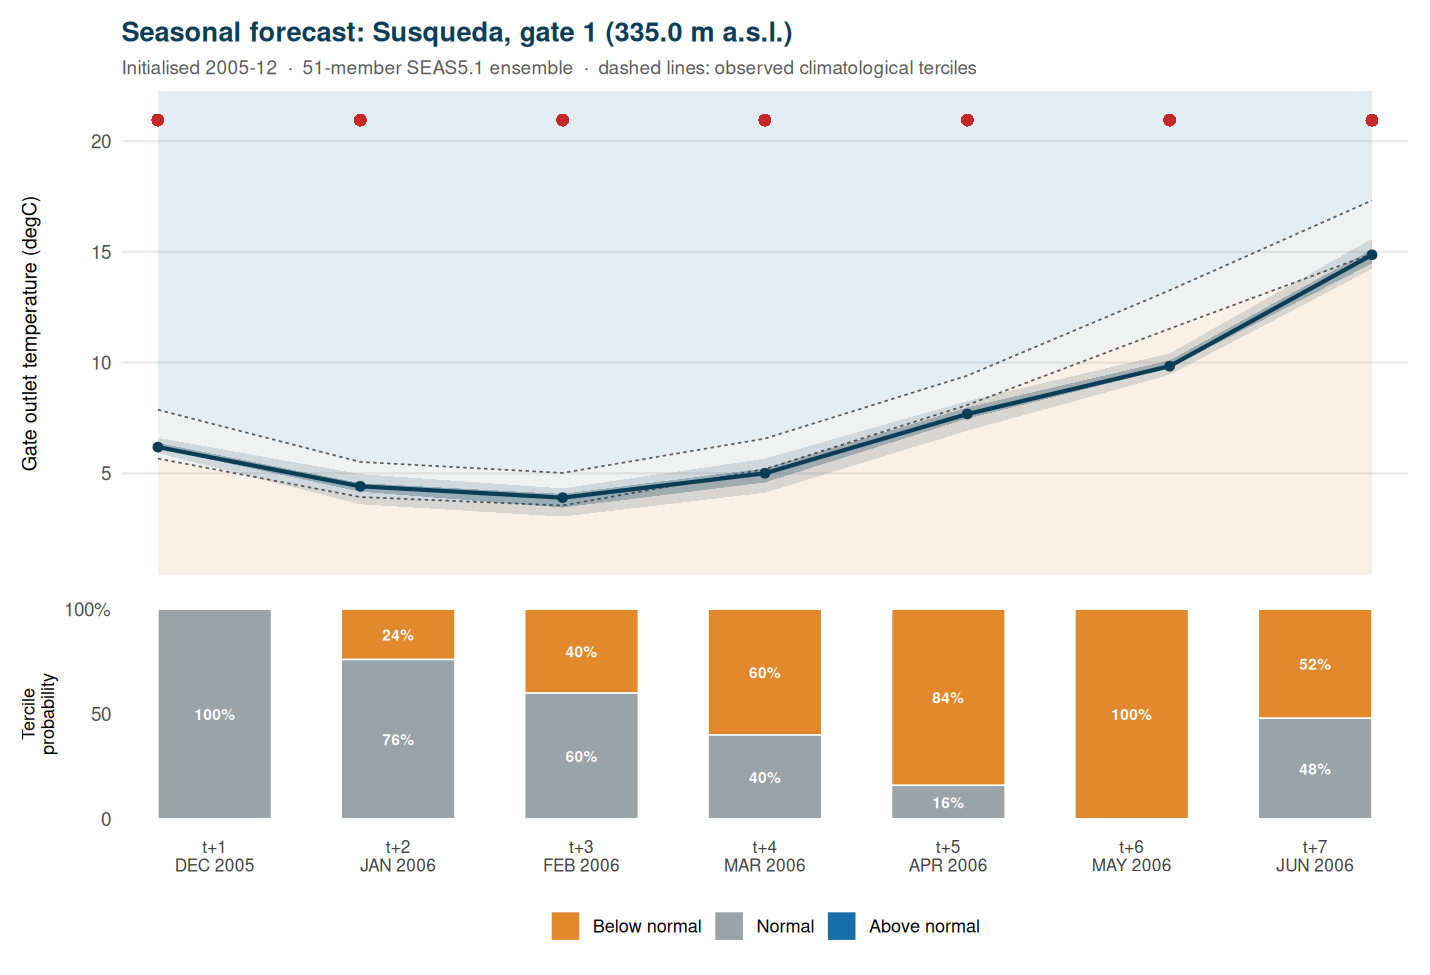 Seasonal forecast: Susqueda, gate 1 (335.0 m a.s.l.)
Initialised 2005-12 · 51-member SEAS5.1 ensemble · dashed lines: observed climatological terciles
Gate outlet temperature (degC)
20
15
10
5
Tercile
probability
100%
50
0
100%
24%
76%
40%
60%
60%
40%
84%
16%
100%
52%
48%
t+1
DEC 2005
t+2
JAN 2006
t+3
FEB 2006
t+4
MAR 2006
t+5
APR 2006
t+6
MAY 2006
t+7
JUN 2006
Below normal
Normal
Above normal